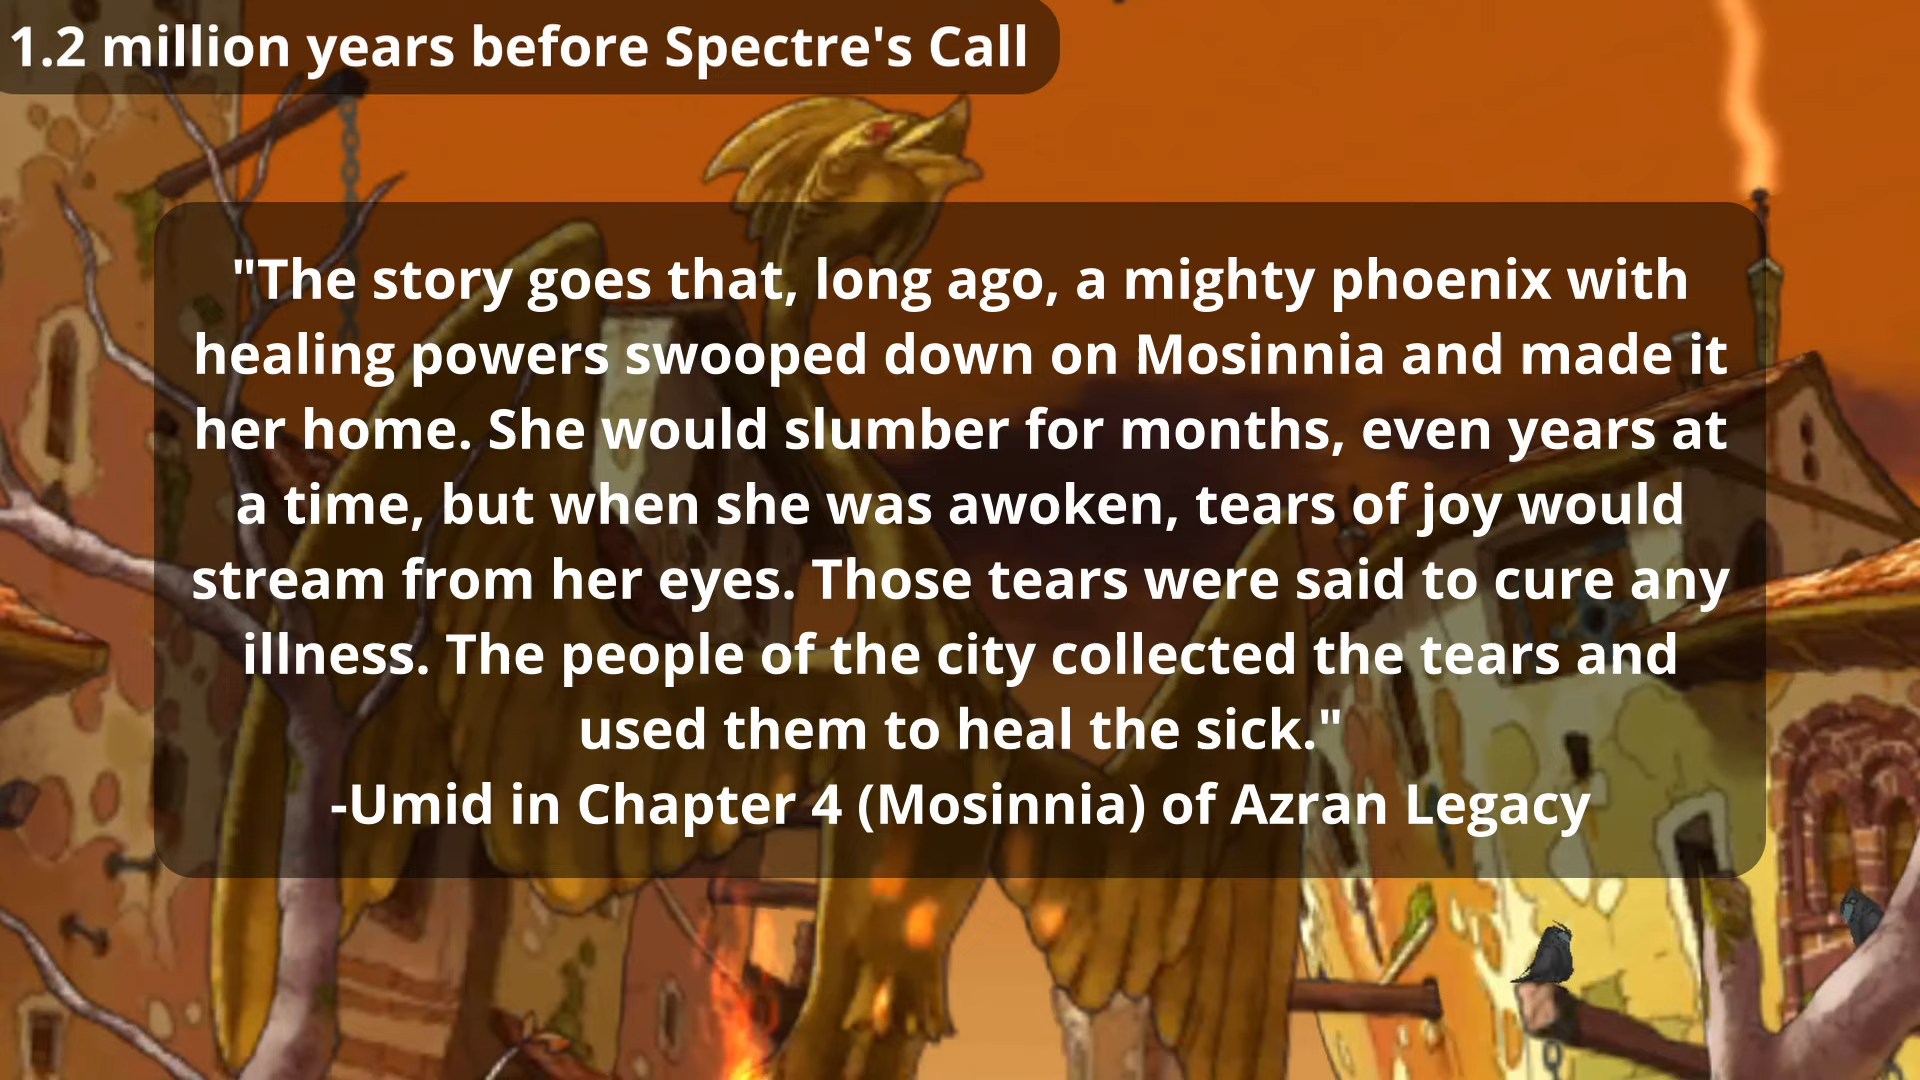 1.2 million years before Spectre's Call
"The story goes that, long ago, a mighty phoenix with
healing powers swooped down on Mosinnia and made it
her home. She would slumber for months, even years at
a time, but when she was awoken, tears of joy would
stream from her eyes. Those tears were said to cure any
illness. The people of the city collected the tears and
used them to heal the sick."
-Umid in Chapter 4 (Mosinnia) of Azran Legacy